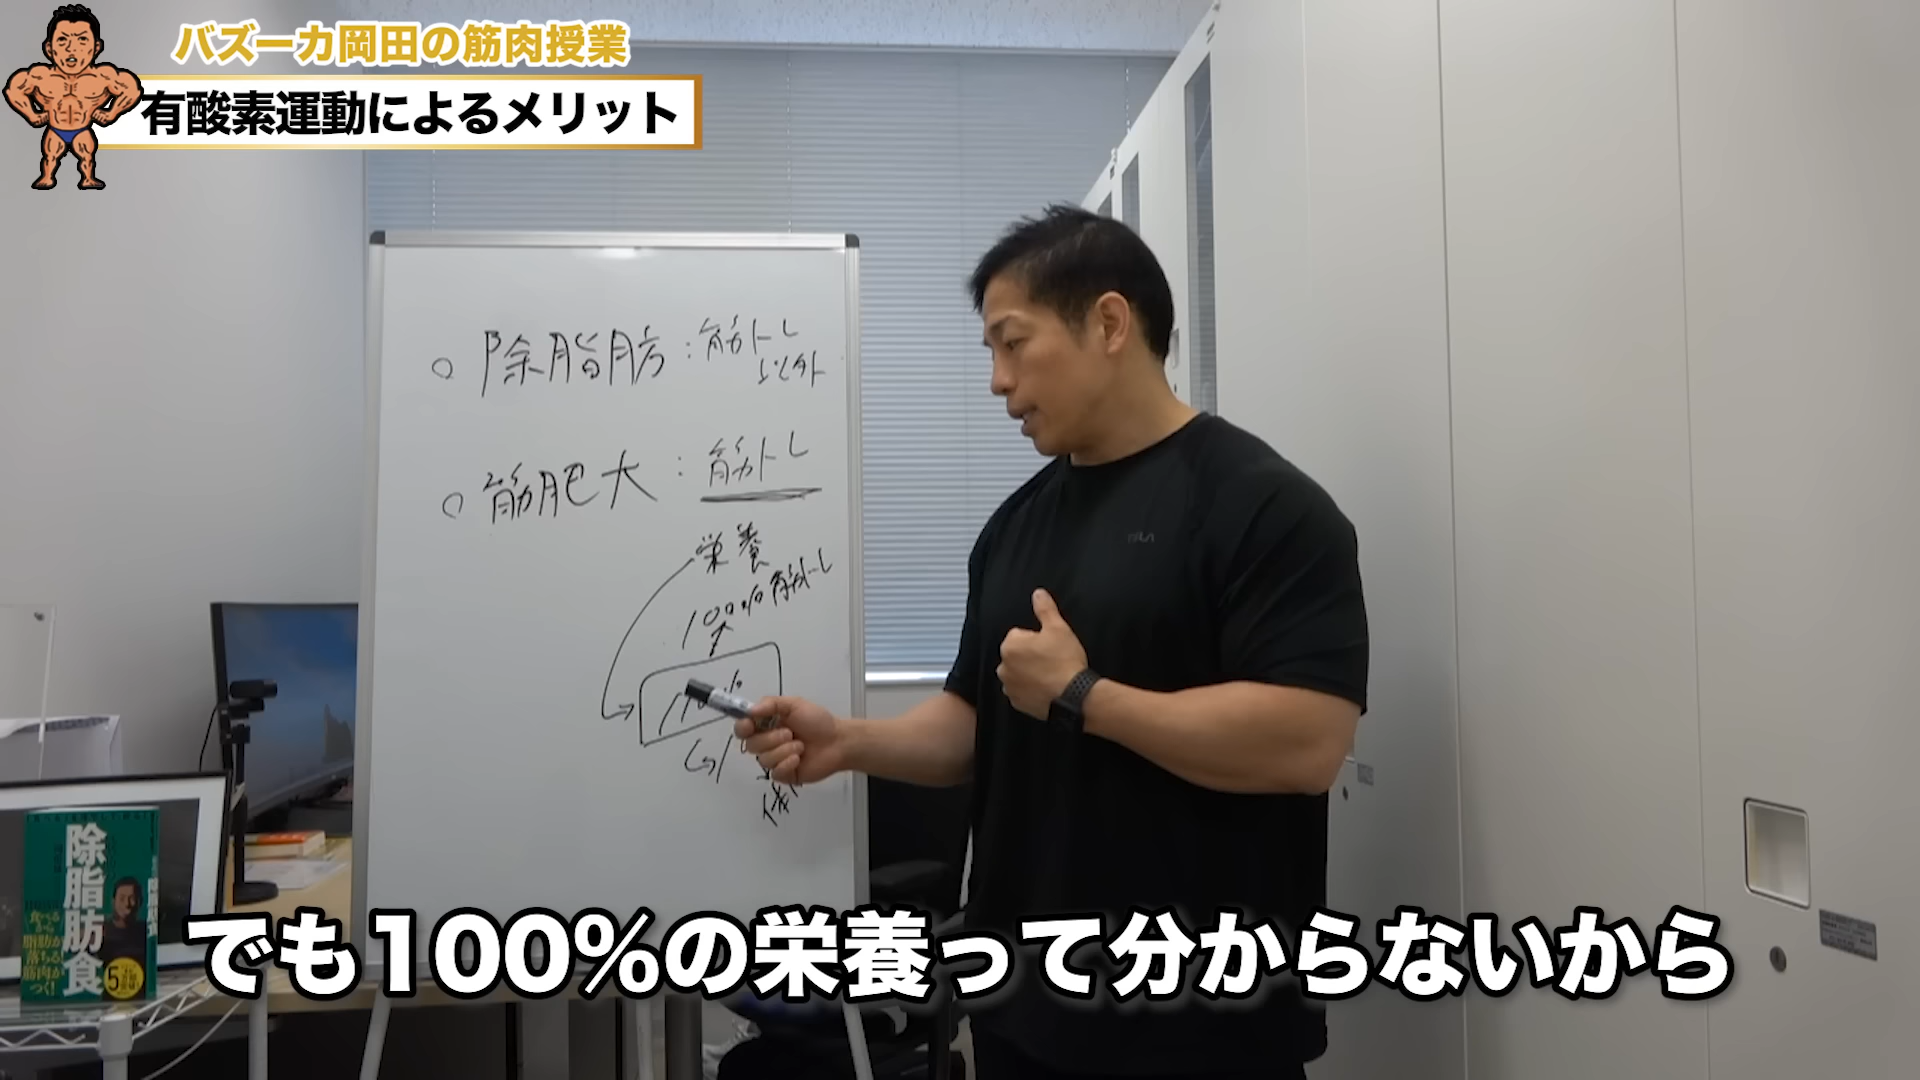 バズーカ岡田の筋肉授業
有酸素運動によるメリット
○ 除脂肪 : 筋トレ
以外
○ 筋肥大 : 筋トレ
栄養
100% 筋トレ
除脂肪食
食べる
から
脂肪が
落ちる!
筋肉が
つく!
でも100%の栄養って分からないから